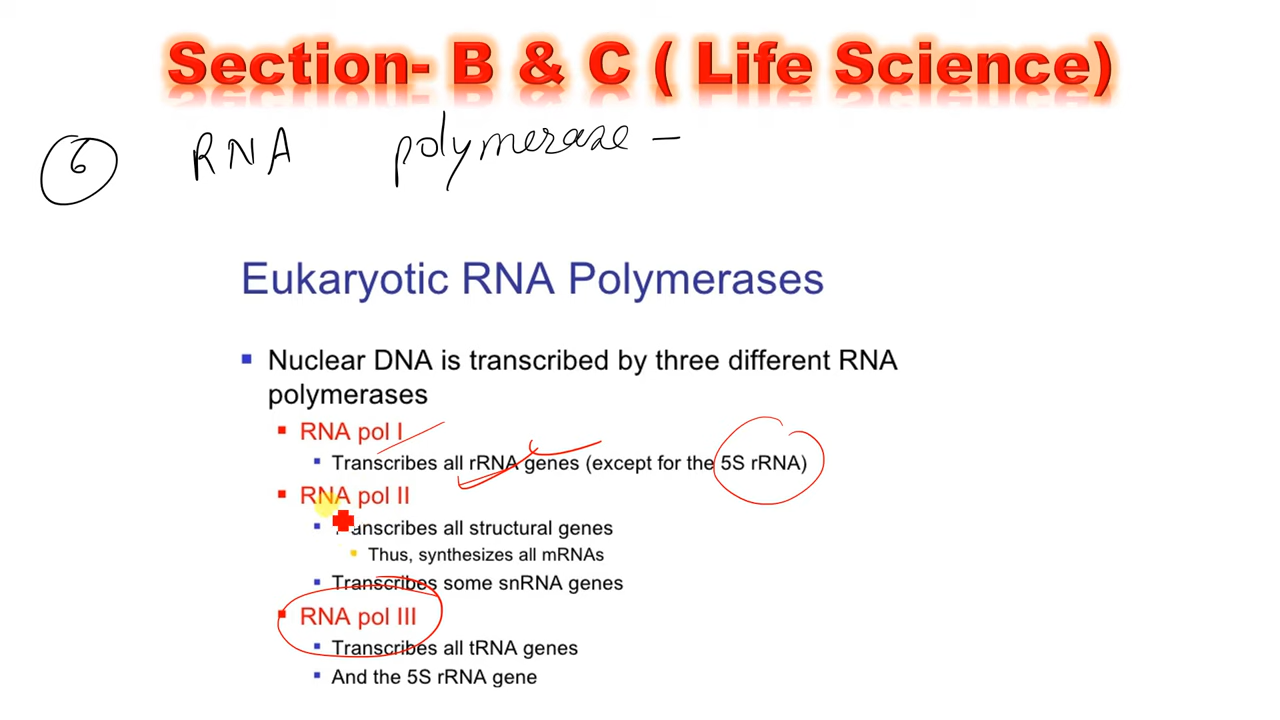 Section- B & C ( Life Science)
6 RNA polymerase -
Eukaryotic RNA Polymerases
Nuclear DNA is transcribed by three different RNA
polymerases
RNA pol I
Transcribes all rRNA genes (except for the 5S rRNA)
RNA pol II
Transcribes all structural genes
Thus, synthesizes all mRNAs
Transcribes some snRNA genes
RNA pol III
Transcribes all tRNA genes
And the 5S rRNA gene